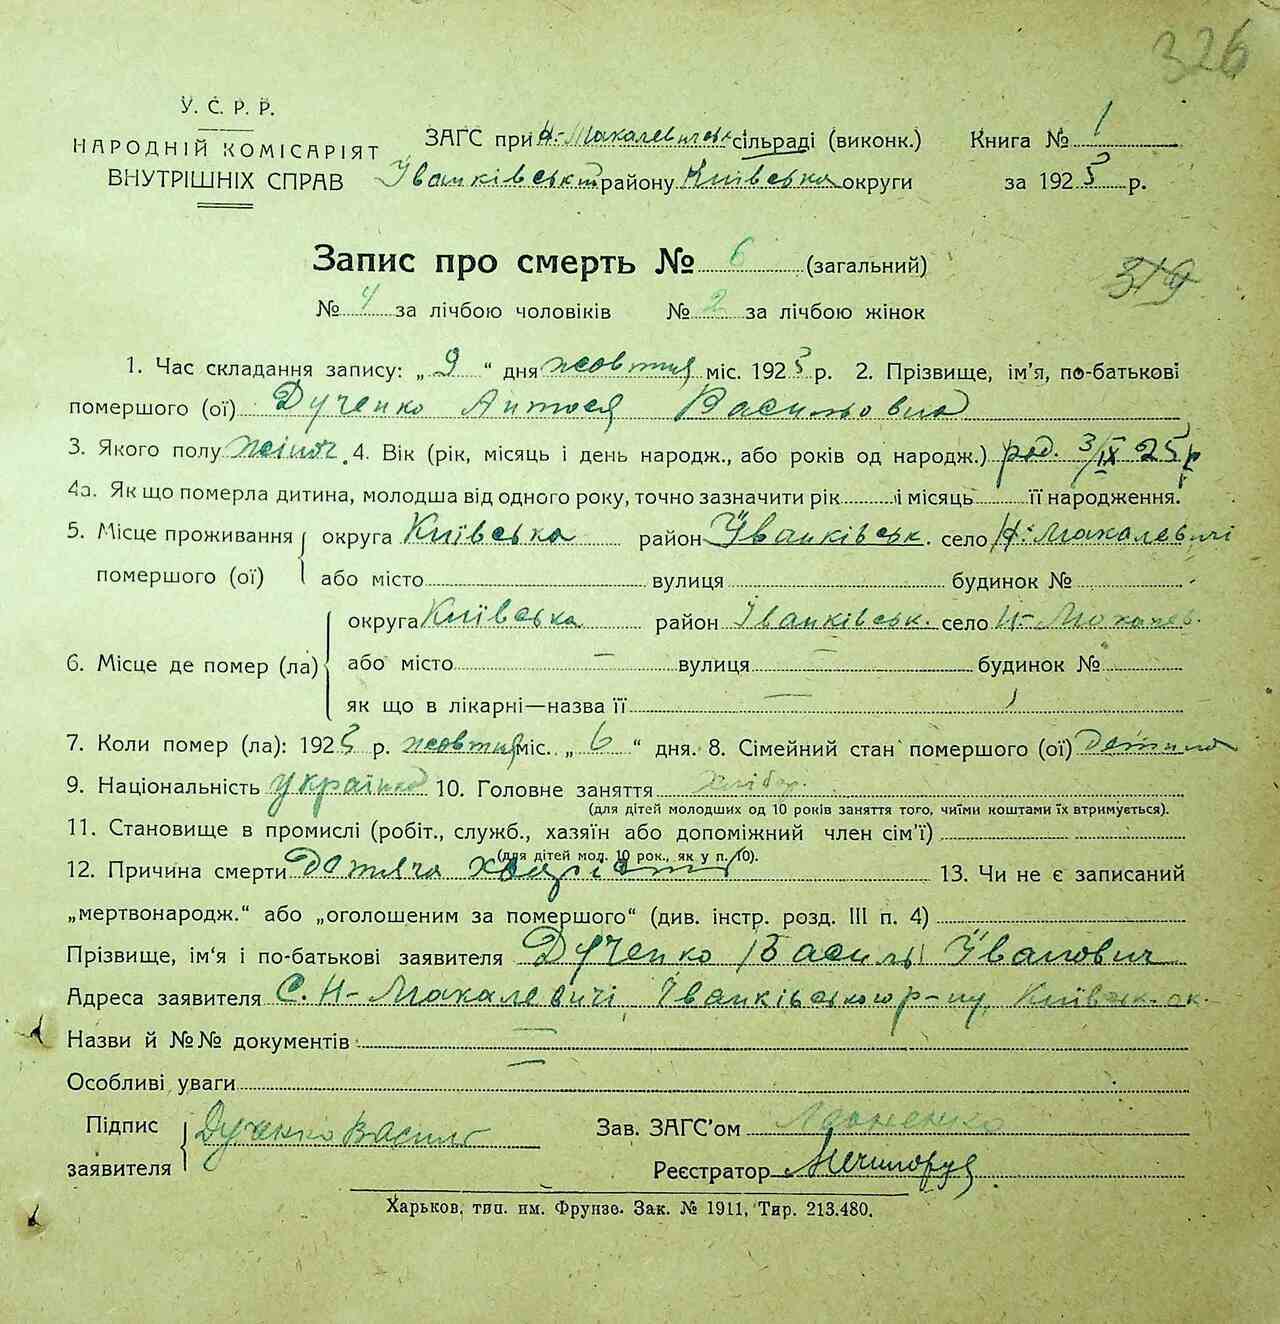 326
У. С. Р. Р.
НАРОДНІЙ КОМІСАРІЯТ
ВНУТРІШНІХ СПРАВ
ЗАГС при Н-Макалевицьк сільраді (виконк.)
Іванківськ району Київська округи
Книга № 1
за 1925 р.
Запис про смерть № 6 (загальний)
319
№ 4 за лічбою чоловіків № 2 за лічбою жінок
1. Час складання запису: „ 9 “ дня жовтня міс. 1925 р. 2. Прізвище, ім’я, по-батькові
помершого (ої) Дученко Антося Васильовна
3. Якого полу жіноч. 4. Вік (рік, місяць і день народж., або років од народж.) род. 3/IX 25 р
4а. Як що померла дитина, молодша від одного року, точно зазначити рік і місяць її народження.
5. Місце проживання помершого (ої) округа Київська район Іванківськ. село Н-Макалевичі
або місто вулиця будинок №
6. Місце де помер (ла) округа Київська район Іванківськ. село Н-Макалев.
або місто — вулиця — будинок №
як що в лікарні—назва її —
7. Коли помер (ла): 1925 р. жовтня міс. „ 6 “ дня. 8. Сімейний стан помершого (ої) детина
9. Національність українка 10. Головне заняття хлібор.
(для дітей молодших од 10 років заняття того, чиїми коштами їх втримується).
11. Становище в промислі (робіт., служб., хазяїн або допоміжний член сім’ї)
(для дітей мол. 10 рок., як у п. 10).
12. Причина смерти дотяча 13. Чи не є записаний
„мертвонародж.“ або „оголошеним за помершого“ (див. інстр. розд. III п. 4)
Прізвище, ім‘я і по-батькові заявителя Дученко Василь Іванович
Адреса заявителя С. Н-Макалевичі Іванківського р-ну Київськ. ок.
Назви й №№ документів —
Особливі уваги —
Підпис заявителя Дученко Василь
Зав. ЗАГС’ом
Реєстратор
Харьков, тип. им. Фрунзе. Зак. № 1911, Тир. 213.480.